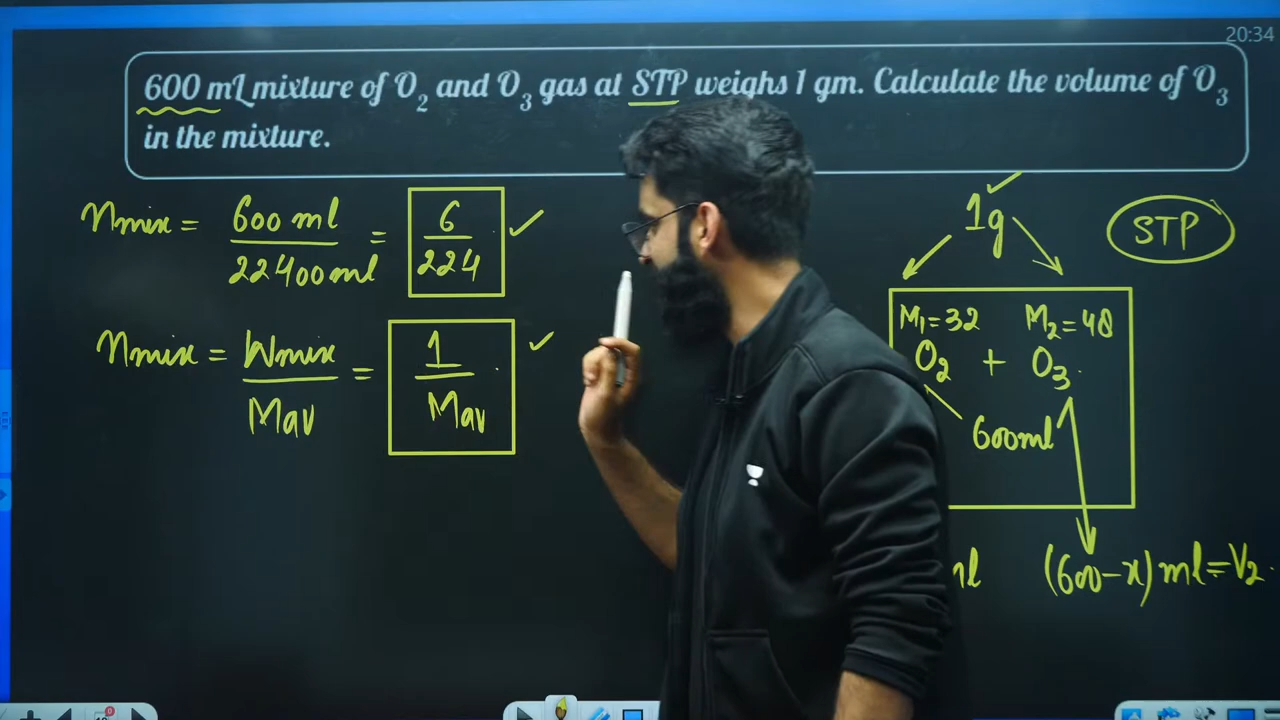 20:34
600 mL mixture of O₂ and O₃ gas at STP weighs 1 gm. Calculate the volume of O₃
in the mixture.
nmix = 600 ml / 22400 ml = 6 / 224
nmix = Wmix / Mav = 1 / Mav
1g
STP
M₁=32 M₂=48
O₂ + O₃
600ml
ml (600-x) ml=V₂